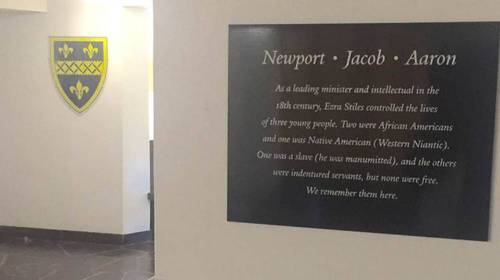 Newport • Jacob • Aaron
As a leading minister and intellectual in the
18th century, Ezra Stiles controlled the lives
of three young people. Two were African Americans
and one was Native American (Western Niantic).
One was a slave (he was manumitted), and the others
were indentured servants, but none were free.
We remember them here.